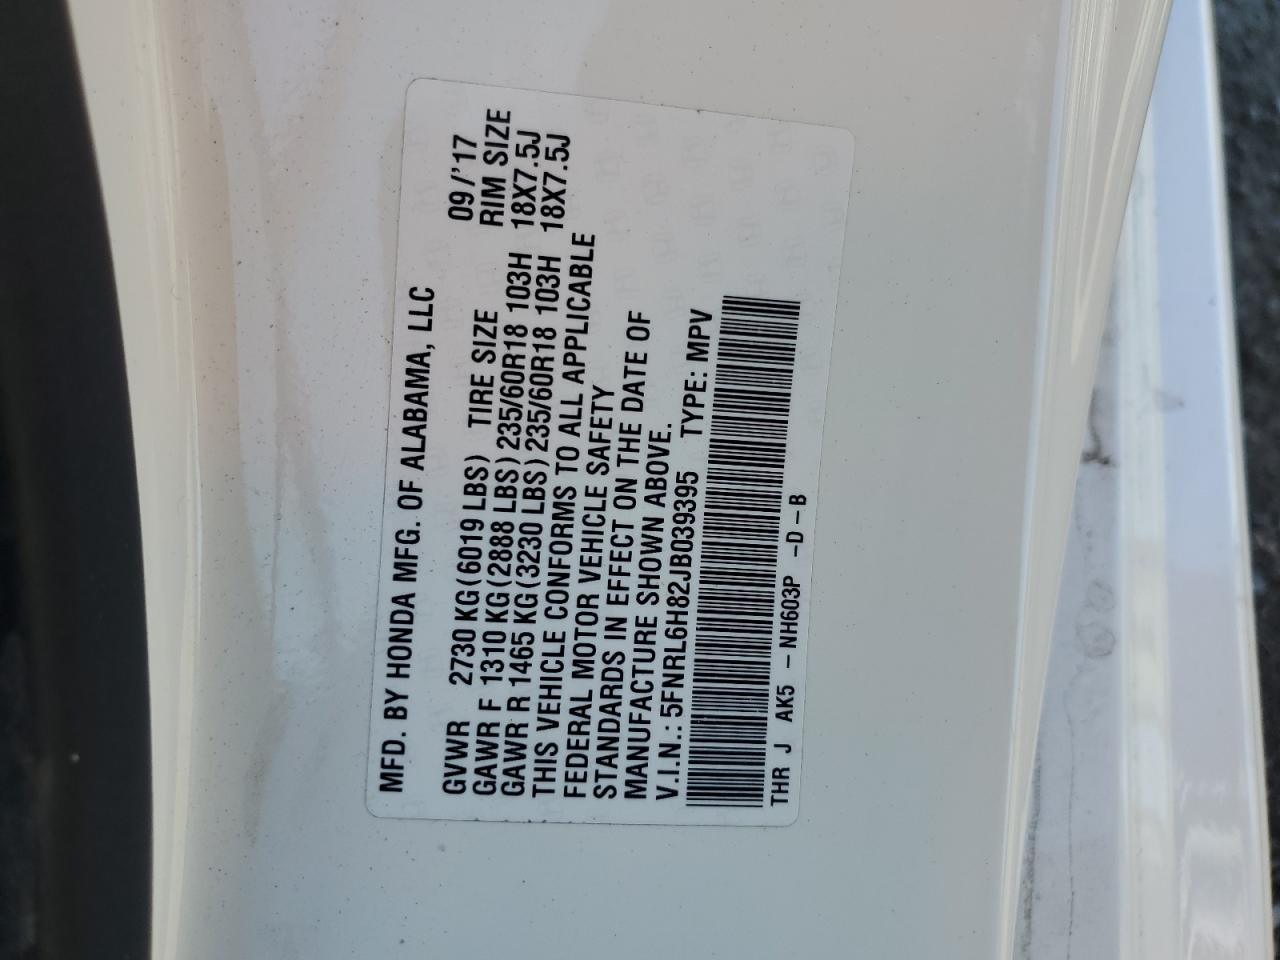 MFD. BY HONDA MFG. OF ALABAMA, LLC
GVWR 2730 KG(6019 LBS) TIRE SIZE 09/'17 RIM SIZE
GAWR F 1310 KG(2888 LBS) 235/60R18 103H 18X7.5J
GAWR R 1465 KG(3230 LBS) 235/60R18 103H 18X7.5J
THIS VEHICLE CONFORMS TO ALL APPLICABLE
FEDERAL MOTOR VEHICLE SAFETY
STANDARDS IN EFFECT ON THE DATE OF
MANUFACTURE SHOWN ABOVE.
V.I.N.: 5FNRL6H82JB039395 TYPE: MPV
THR J AK5 - NH603P -D-B